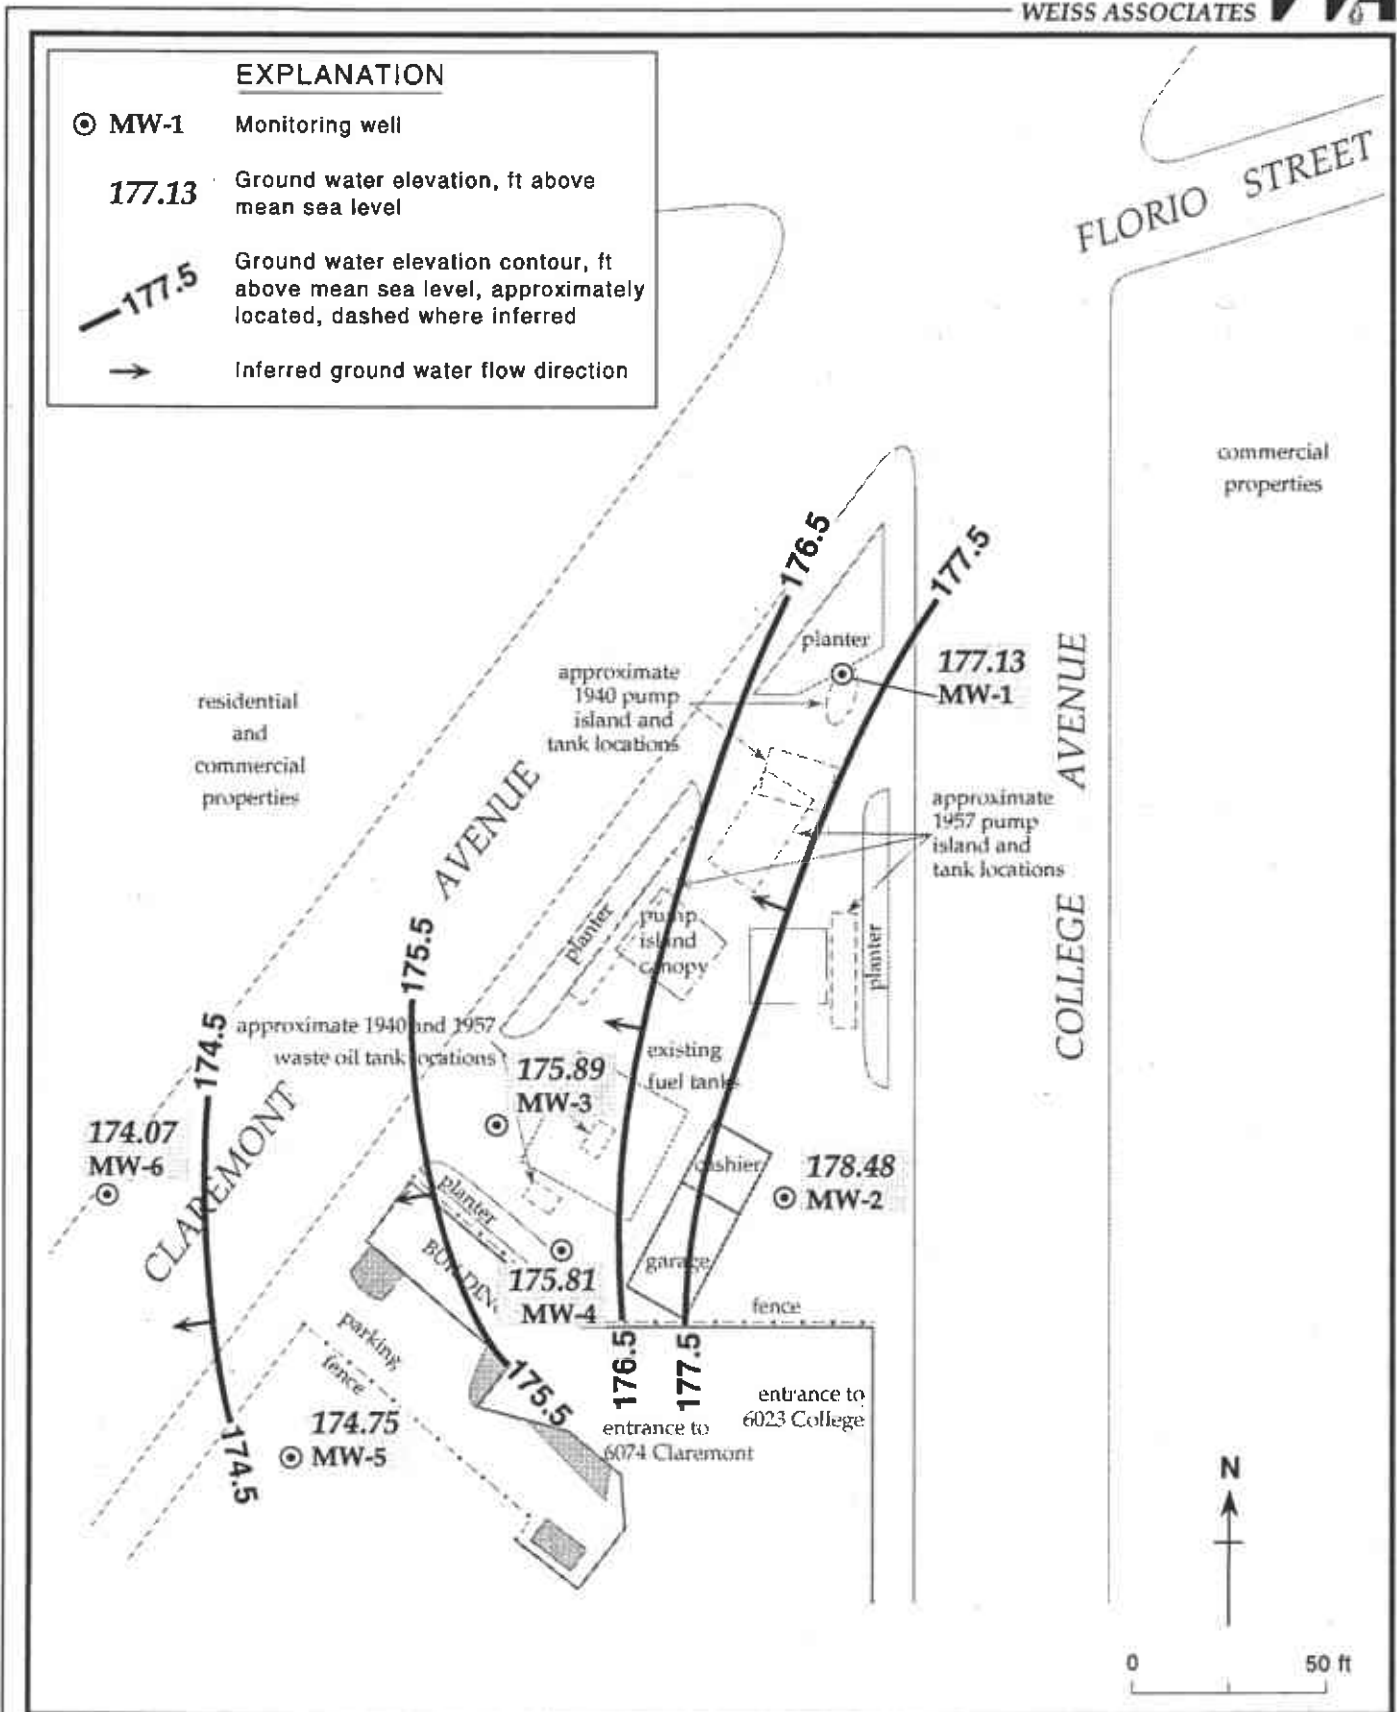 WEISS ASSOCIATES
EXPLANATION
MW-1 Monitoring well
177.13 Ground water elevation, ft above
mean sea level
177.5 Ground water elevation contour, ft
above mean sea level, approximately
located, dashed where inferred
Inferred ground water flow direction
FLORIO STREET
commercial
properties
176.5
177.5
planter
177.13
MW-1
approximate
1940 pump
island and
tank locations
residential
and
commercial
properties
COLLEGE AVENUE
approximate
1957 pump
island and
tank locations
CLAREMONT AVENUE
planter
pump
island
canopy
planter
175.5
174.5
approximate 1940 and 1957
waste oil tank locations
existing
fuel tanks
175.89
MW-3
174.07
MW-6
cashier
178.48
MW-2
planter
BUILDING
175.81
MW-4
garage
fence
parking
fence
176.5
177.5
175.5
entrance to
6023 College
entrance to
6074 Claremont
174.75
MW-5
174.5
N
0 50 ft